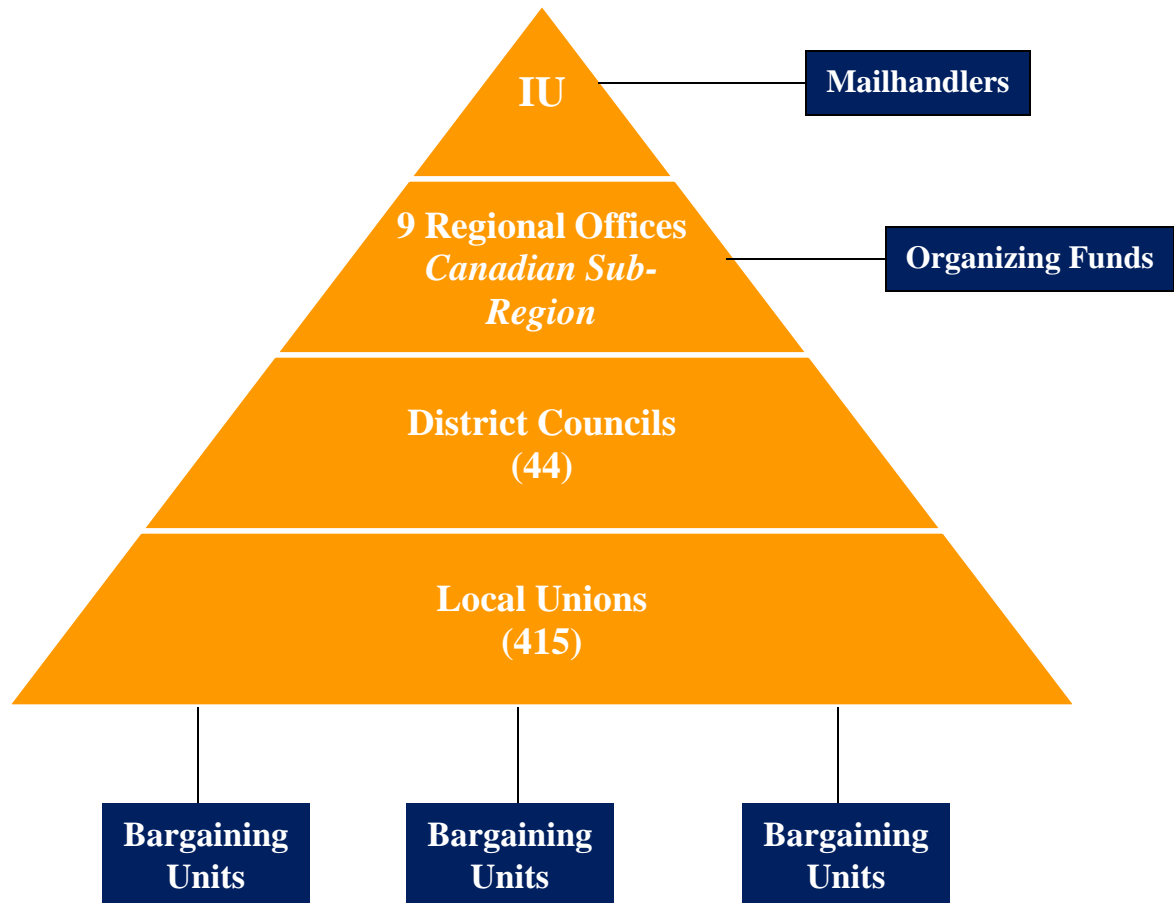 IU
Mailhandlers
9 Regional Offices
Canadian Sub-
Region
Organizing Funds
District Councils
(44)
Local Unions
(415)
Bargaining
Units
Bargaining
Units
Bargaining
Units